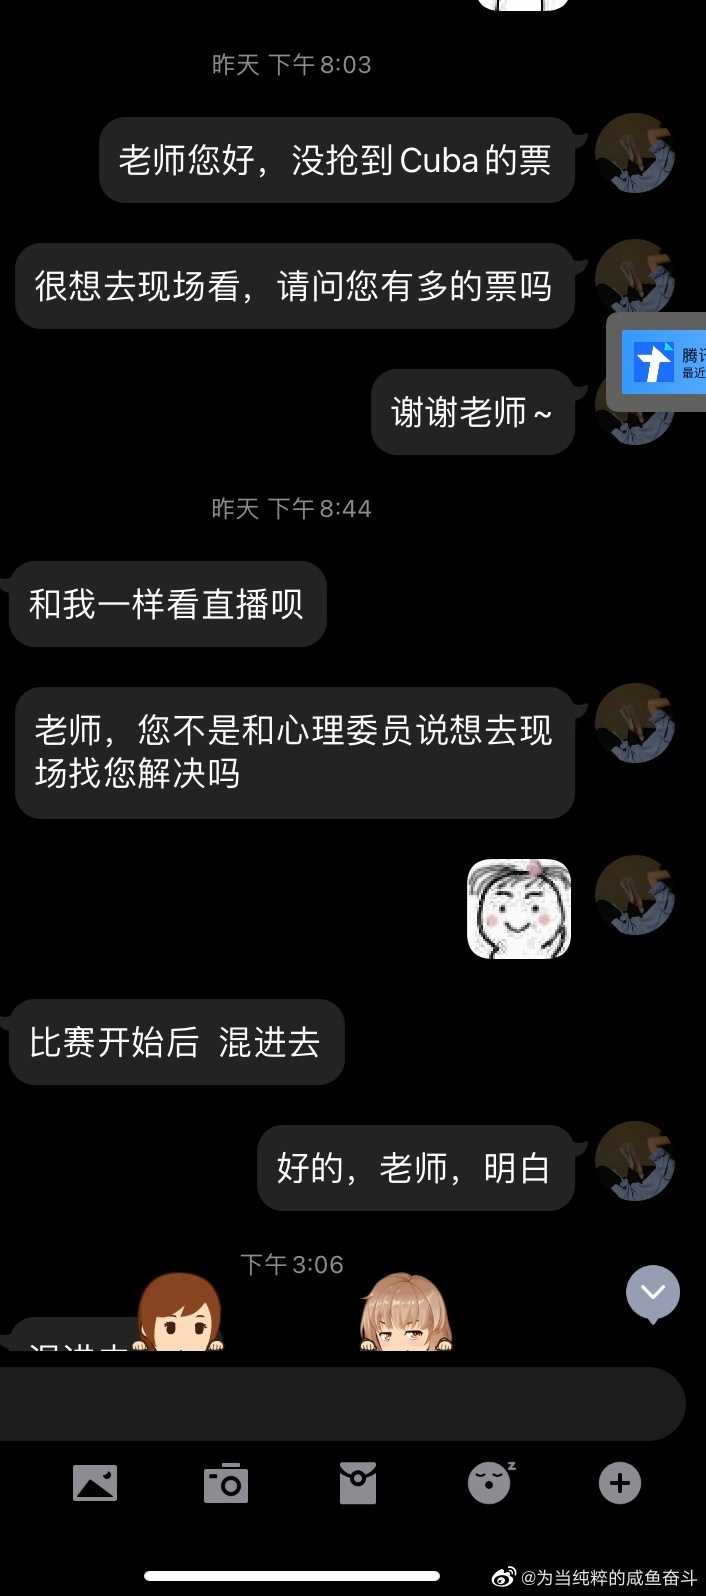 昨天 下午8:03
老师您好，没抢到Cuba的票
很想去现场看，请问您有多的票吗
腾讯
最近
谢谢老师~
昨天 下午8:44
和我一样看直播呗
老师，您不是和心理委员说想去现
场找您解决吗
比赛开始后 混进去
好的，老师，明白
下午3:06
混进去
z
@为当纯粹的咸鱼奋斗